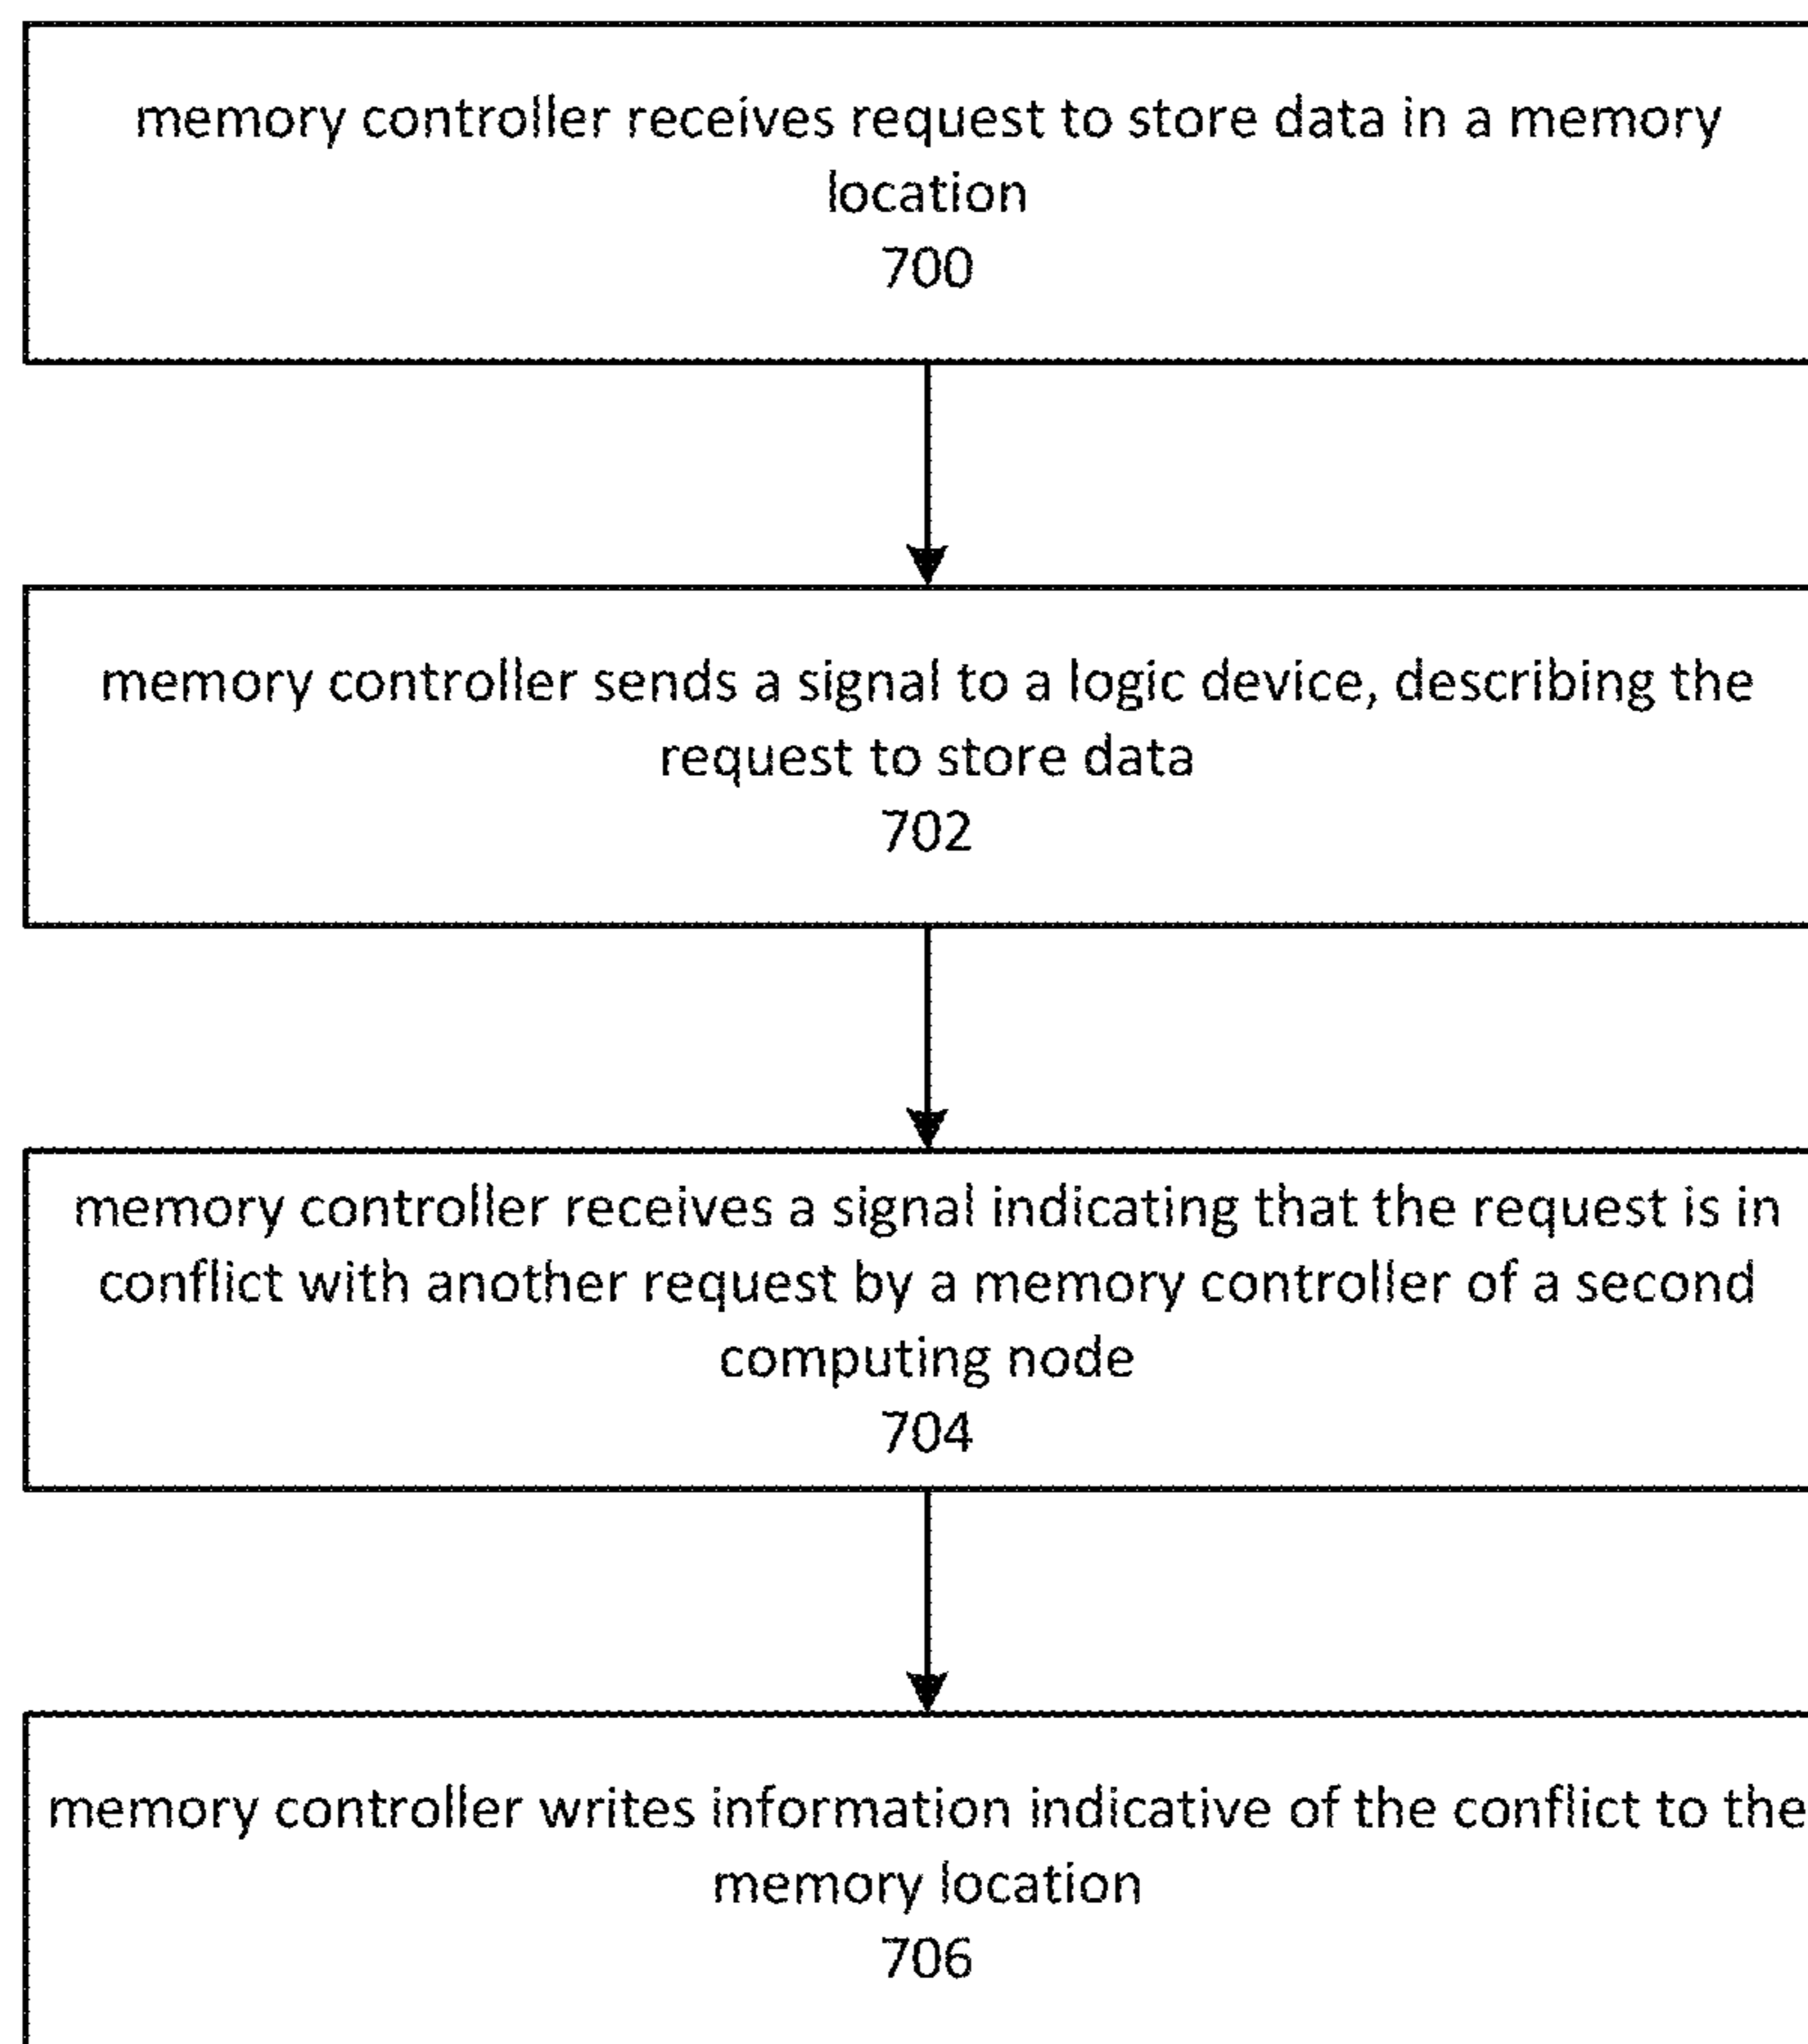 memory controller receives request to store data in a memory
location
700
memory controller sends a signal to a logic device, describing the
request to store data
702
memory controller receives a signal indicating that the request is in
conflict with another request by a memory controller of a second
computing node
704
memory controller writes information indicative of the conflict to the
memory location
706